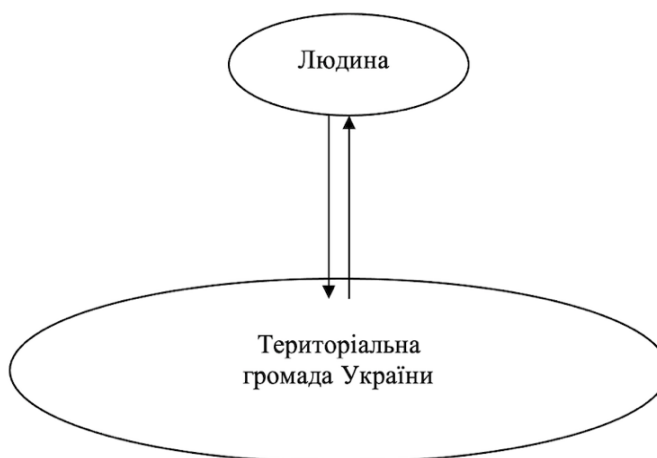 Людина
Територіальна
громада України